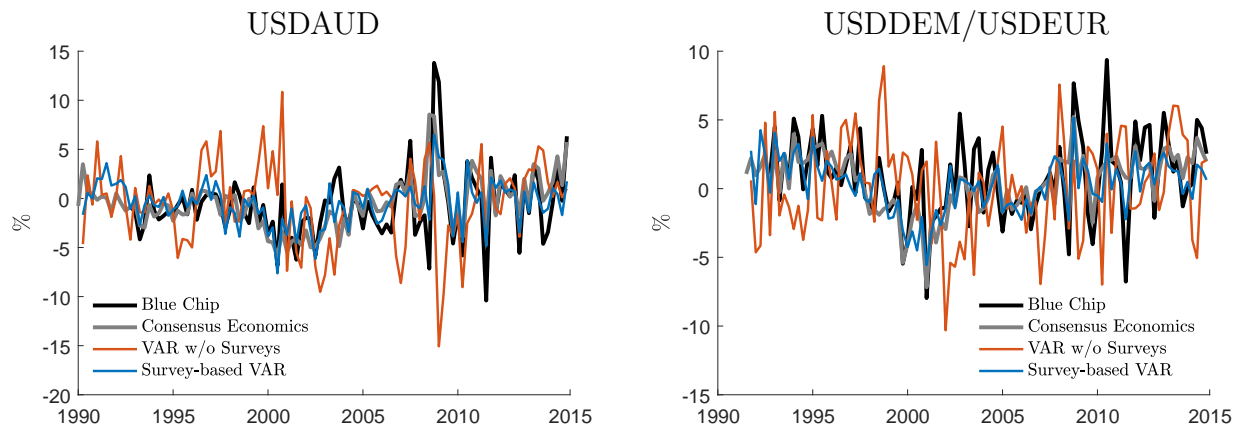 USDAUD
15
10
5
0
-5
-10
-15
-20
%
1990 1995 2000 2005 2010 2015
Blue Chip
Consensus Economics
VAR w/o Surveys
Survey-based VAR
USDDEM/USDEUR
10
5
0
-5
-10
-15
%
1990 1995 2000 2005 2010 2015
Blue Chip
Consensus Economics
VAR w/o Surveys
Survey-based VAR